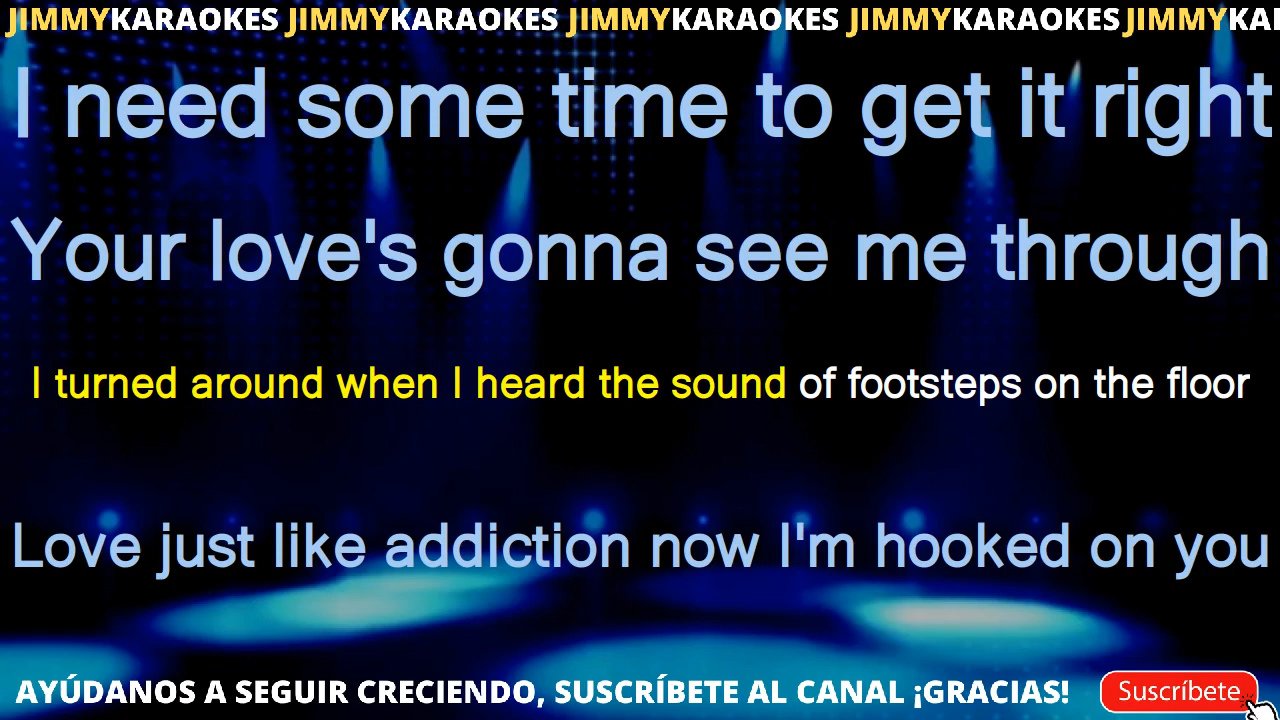 JIMMYKARAOKES JIMMYKARAOKES JIMMYKARAOKES JIMMYKARAOKES JIMMYKA
I need some time to get it right
Your love's gonna see me through
I turned around when I heard the sound of footsteps on the floor
Love just like addiction now I'm hooked on you
AYÚDANOS A SEGUIR CRECIENDO, SUSCRÍBETE AL CANAL ¡GRACIAS! Suscríbete